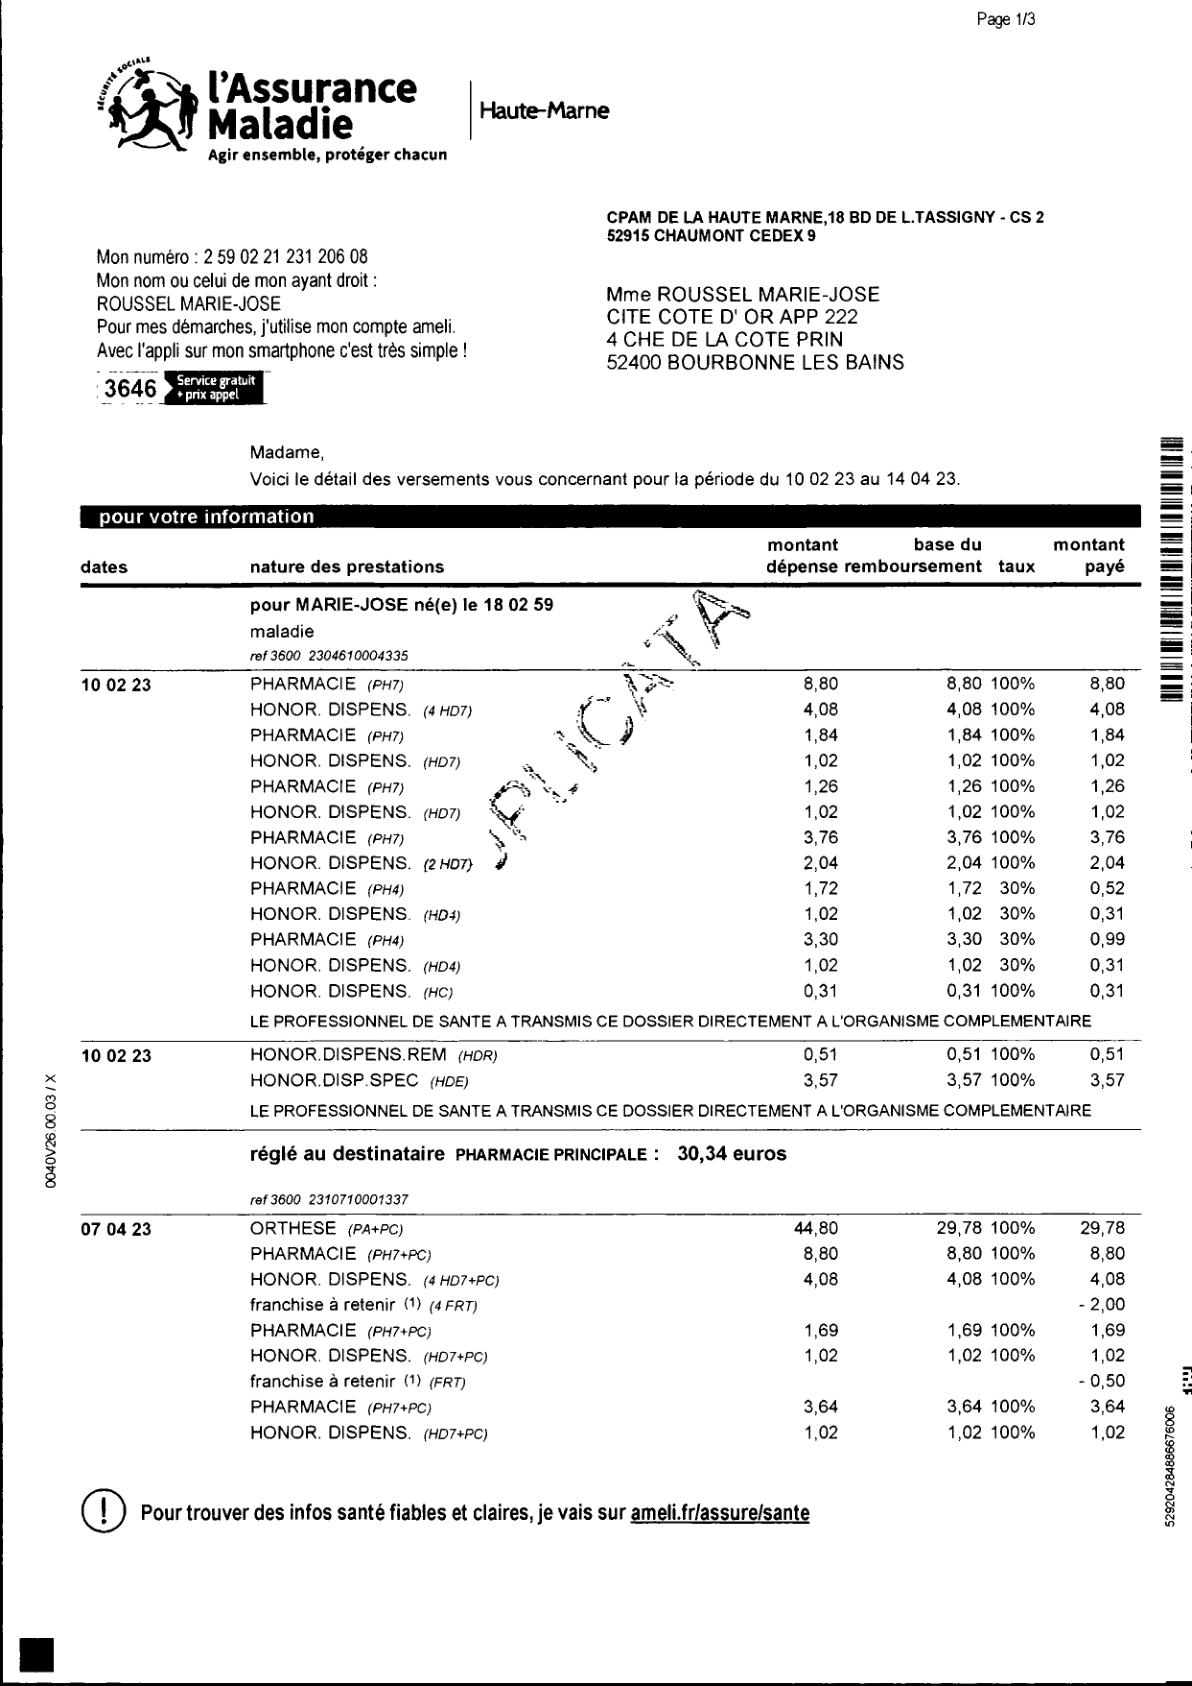 Page 1/3
SÉCURITÉ SOCIALE
l'Assurance
Maladie
Agir ensemble, protéger chacun
Haute-Marne
CPAM DE LA HAUTE MARNE,18 BD DE L.TASSIGNY - CS 2
52915 CHAUMONT CEDEX 9
Mon numéro : 2 59 02 21 231 206 08
Mon nom ou celui de mon ayant droit :
ROUSSEL MARIE-JOSE
Pour mes démarches, j'utilise mon compte ameli.
Avec l'appli sur mon smartphone c'est très simple !
3646 Service gratuit + prix appel
Mme ROUSSEL MARIE-JOSE
CITE COTE D' OR APP 222
4 CHE DE LA COTE PRIN
52400 BOURBONNE LES BAINS
Madame,
Voici le détail des versements vous concernant pour la période du 10 02 23 au 14 04 23.
pour votre information
dates nature des prestations montant dépense base du remboursement taux montant payé
pour MARIE-JOSE né(e) le 18 02 59
maladie
ref 3600 2304610004335
10 02 23 PHARMACIE (PH7) 8,80 8,80 100% 8,80
HONOR. DISPENS. (4 HD7) 4,08 4,08 100% 4,08
PHARMACIE (PH7) 1,84 1,84 100% 1,84
HONOR. DISPENS. (HD7) 1,02 1,02 100% 1,02
PHARMACIE (PH7) 1,26 1,26 100% 1,26
HONOR. DISPENS. (HD7) 1,02 1,02 100% 1,02
PHARMACIE (PH7) 3,76 3,76 100% 3,76
HONOR. DISPENS. (2 HD7) 2,04 2,04 100% 2,04
PHARMACIE (PH4) 1,72 1,72 30% 0,52
HONOR. DISPENS. (HD4) 1,02 1,02 30% 0,31
PHARMACIE (PH4) 3,30 3,30 30% 0,99
HONOR. DISPENS. (HD4) 1,02 1,02 30% 0,31
HONOR. DISPENS. (HC) 0,31 0,31 100% 0,31
LE PROFESSIONNEL DE SANTE A TRANSMIS CE DOSSIER DIRECTEMENT A L'ORGANISME COMPLEMENTAIRE
10 02 23 HONOR.DISPENS.REM (HDR) 0,51 0,51 100% 0,51
HONOR.DISP.SPEC (HDE) 3,57 3,57 100% 3,57
LE PROFESSIONNEL DE SANTE A TRANSMIS CE DOSSIER DIRECTEMENT A L'ORGANISME COMPLEMENTAIRE
réglé au destinataire PHARMACIE PRINCIPALE : 30,34 euros
ref 3600 2310710001337
07 04 23 ORTHESE (PA+PC) 44,80 29,78 100% 29,78
PHARMACIE (PH7+PC) 8,80 8,80 100% 8,80
HONOR. DISPENS. (4 HD7+PC) 4,08 4,08 100% 4,08
franchise à retenir (1) (4 FRT) - 2,00
PHARMACIE (PH7+PC) 1,69 1,69 100% 1,69
HONOR. DISPENS. (HD7+PC) 1,02 1,02 100% 1,02
franchise à retenir (1) (FRT) - 0,50
PHARMACIE (PH7+PC) 3,64 3,64 100% 3,64
HONOR. DISPENS. (HD7+PC) 1,02 1,02 100% 1,02
Pour trouver des infos santé fiables et claires, je vais sur ameli.fr/assure/sante
0040V26.00.03 / X
529204284886676006